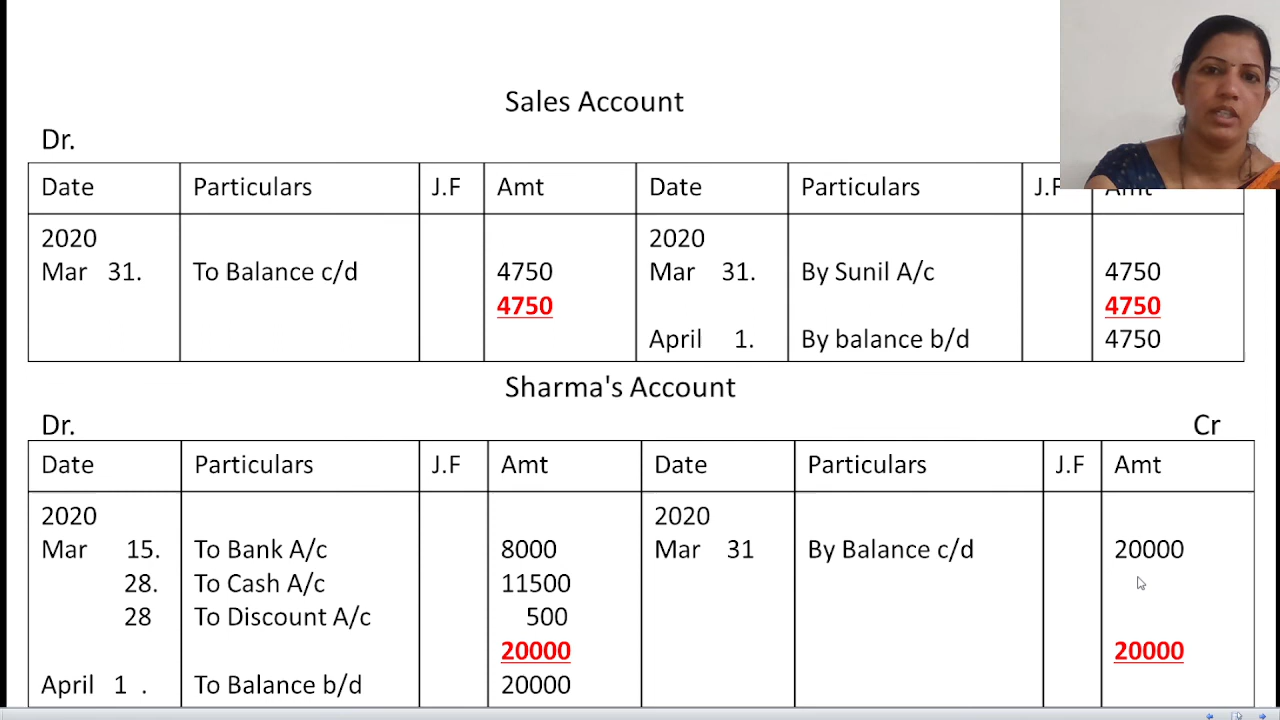 Sales Account
Dr.
Date Particulars J.F Amt Date Particulars J.F Amt
2020 2020
Mar 31. To Balance c/d 4750 Mar 31. By Sunil A/c 4750
4750 4750
April 1. By balance b/d 4750
Sharma's Account
Dr. Cr
Date Particulars J.F Amt Date Particulars J.F Amt
2020 2020
Mar 15. To Bank A/c 8000 Mar 31 By Balance c/d 20000
28. To Cash A/c 11500
28 To Discount A/c 500
20000 20000
April 1 . To Balance b/d 20000